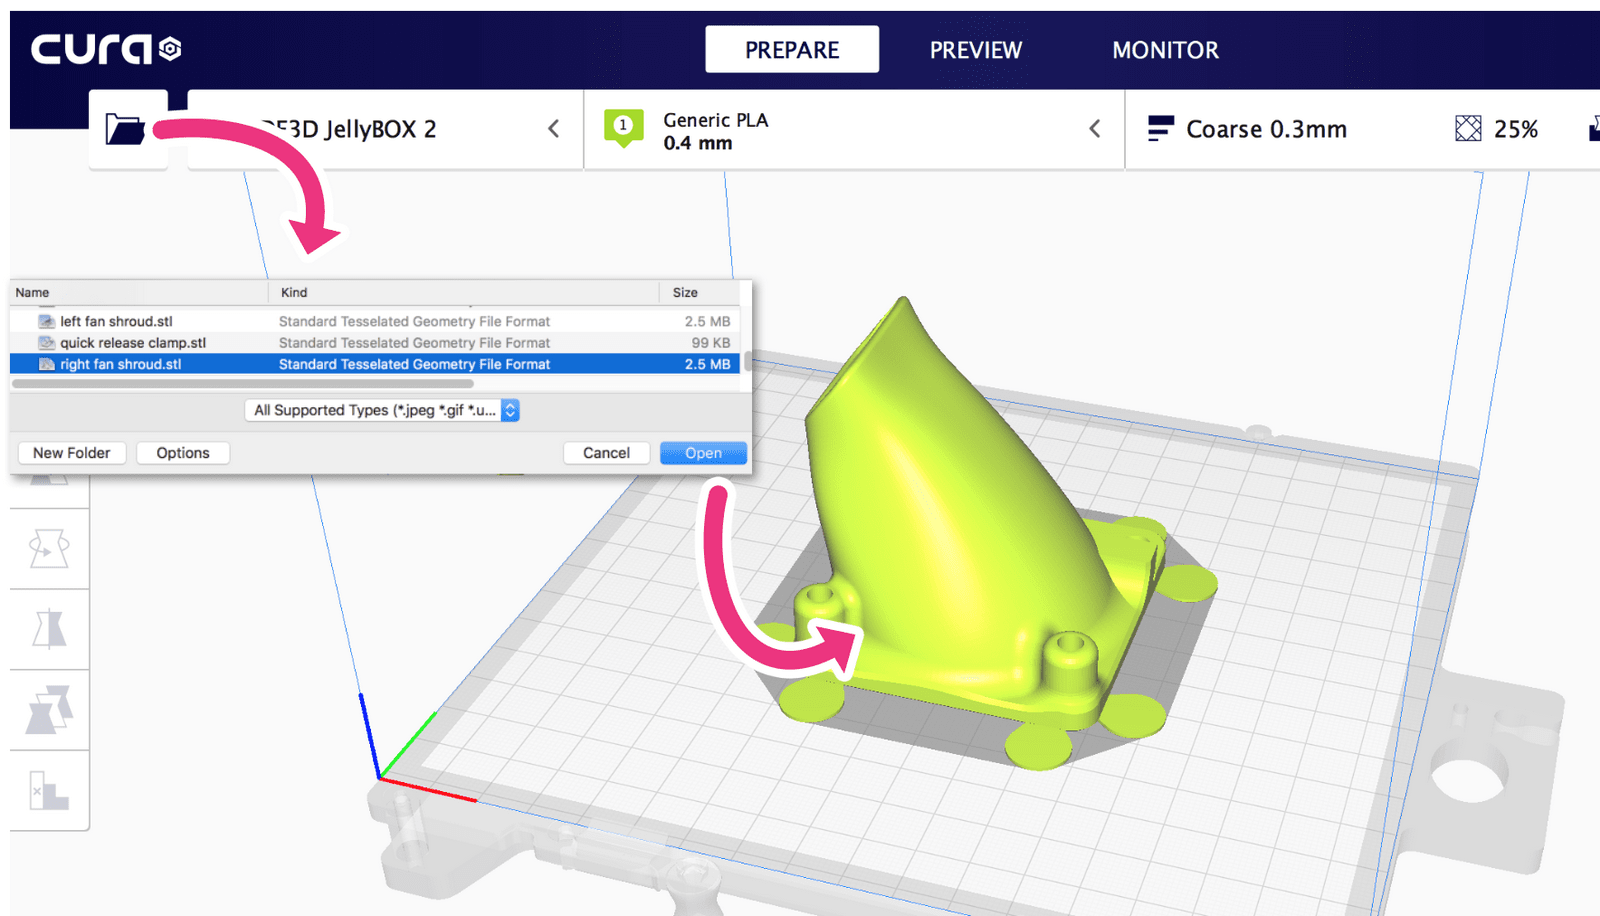 cura
PREPARE
PREVIEW
MONITOR
JellyBOX 2
1
Generic PLA
0.4 mm
Coarse 0.3mm
25%
Name Kind Size
left fan shroud.stl Standard Tesselated Geometry File Format 2.5 MB
quick release clamp.stl Standard Tesselated Geometry File Format 99 KB
right fan shroud.stl Standard Tesselated Geometry File Format 2.5 MB
All Supported Types (*.jpeg *.gif *.u...
New Folder Options Cancel Open